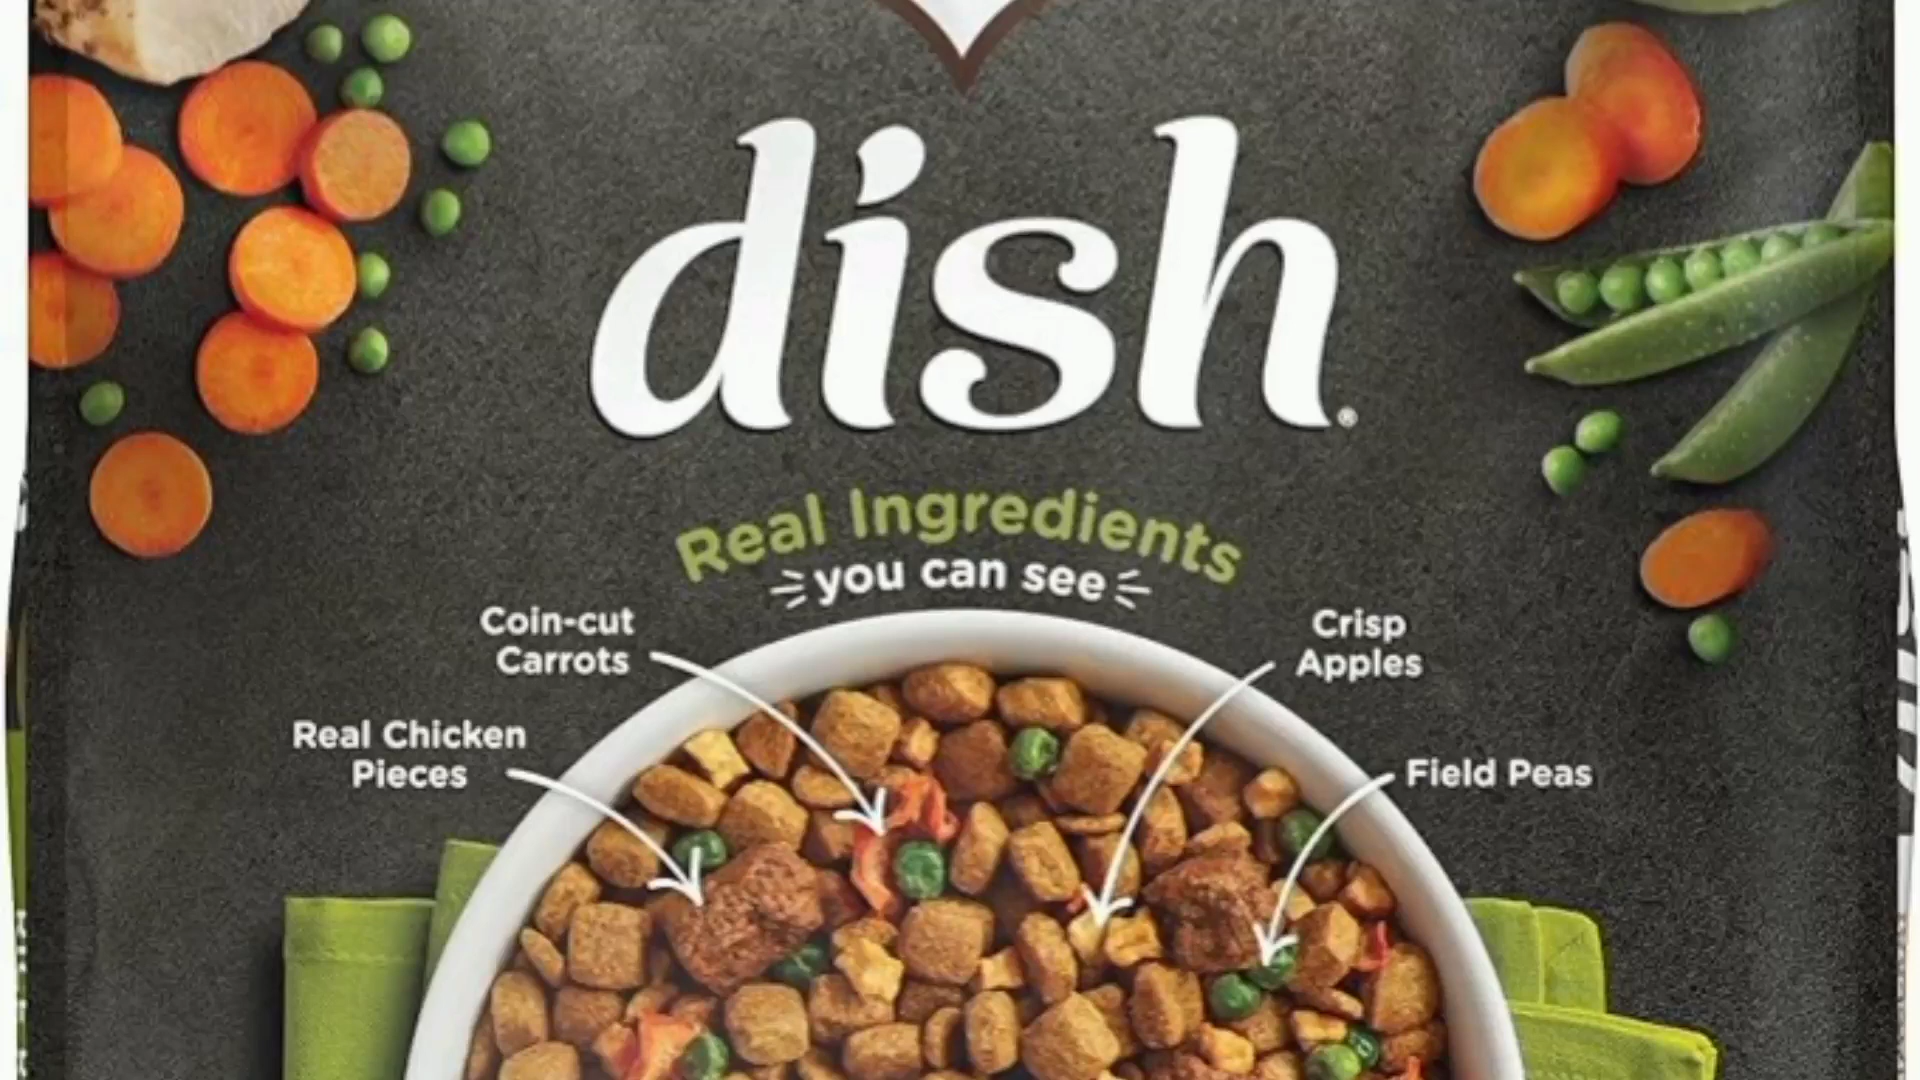 dish®
Real Ingredients
you can see
Coin-cut
Carrots
Crisp
Apples
Real Chicken
Pieces
Field Peas